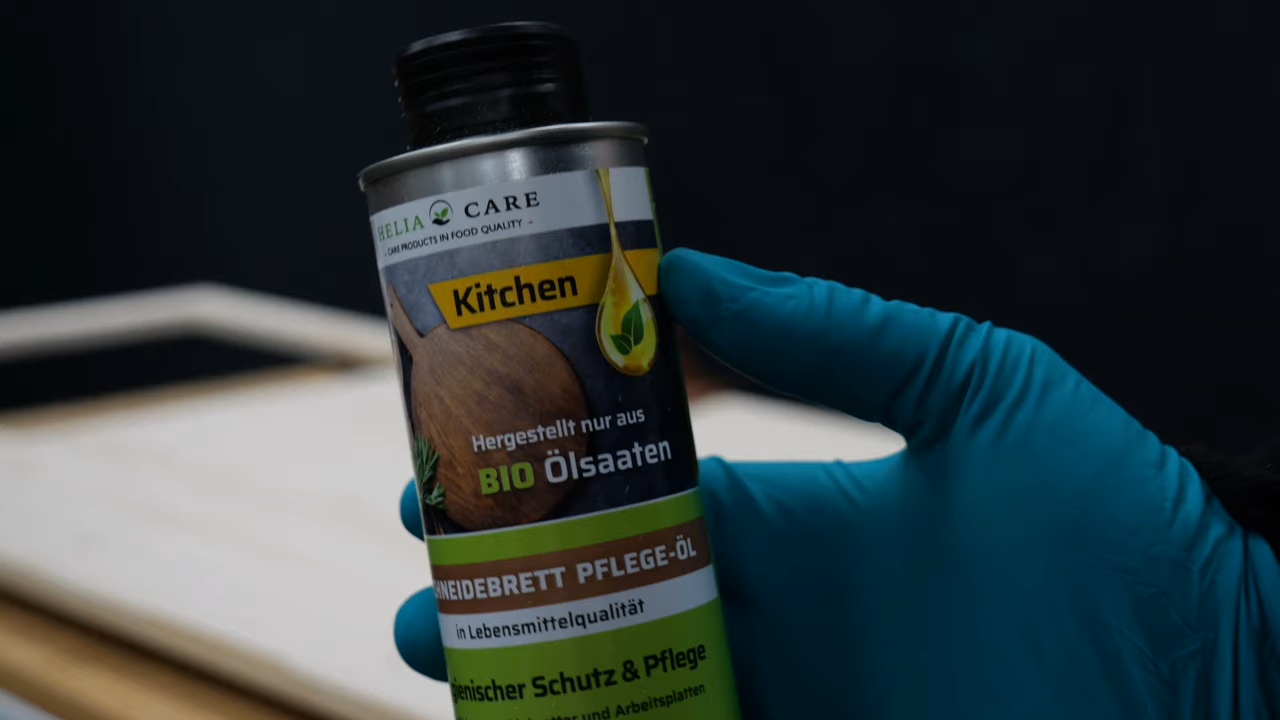 HELIA CARE
- CARE PRODUCTS IN FOOD QUALITY -
Kitchen
Hergestellt nur aus
BIO Ölsaaten
HNEIDEBRETT PFLEGE-ÖL
in Lebensmittelqualität
gienischer Schutz & Pflege
und Arbeitsplatten